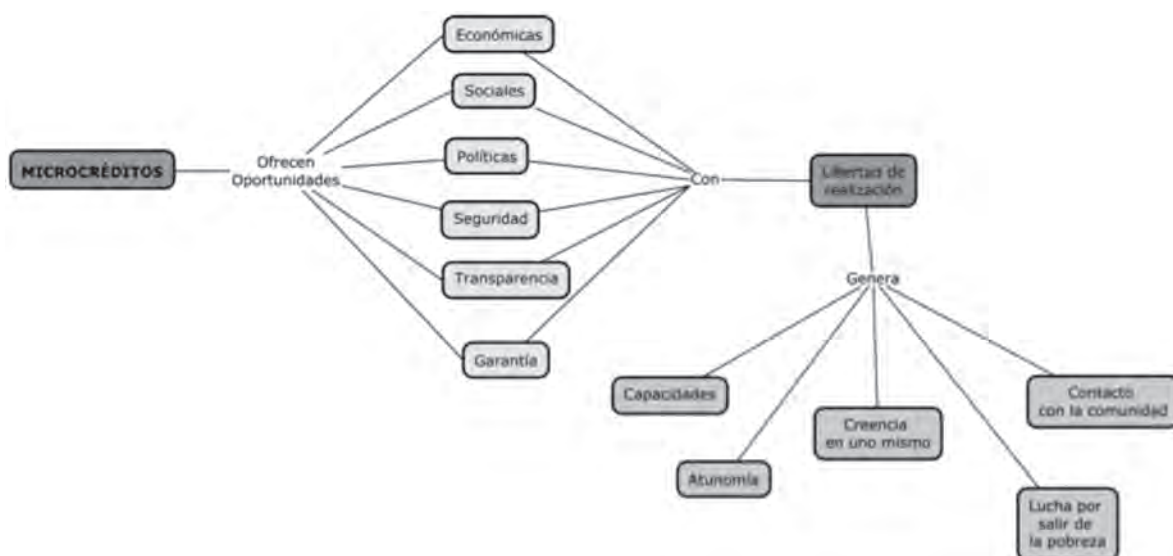 Económicas
Sociales
Políticas
MICROCRÉDITOS
Ofrecen
Oportunidades
Seguridad
Transparencia
Garantía
Con
Libertad de
realización
Genera
Capacidades
Atunomía
Creencia
en uno mismo
Contacto
con la comunidad
Lucha por
salir de
la pobreza